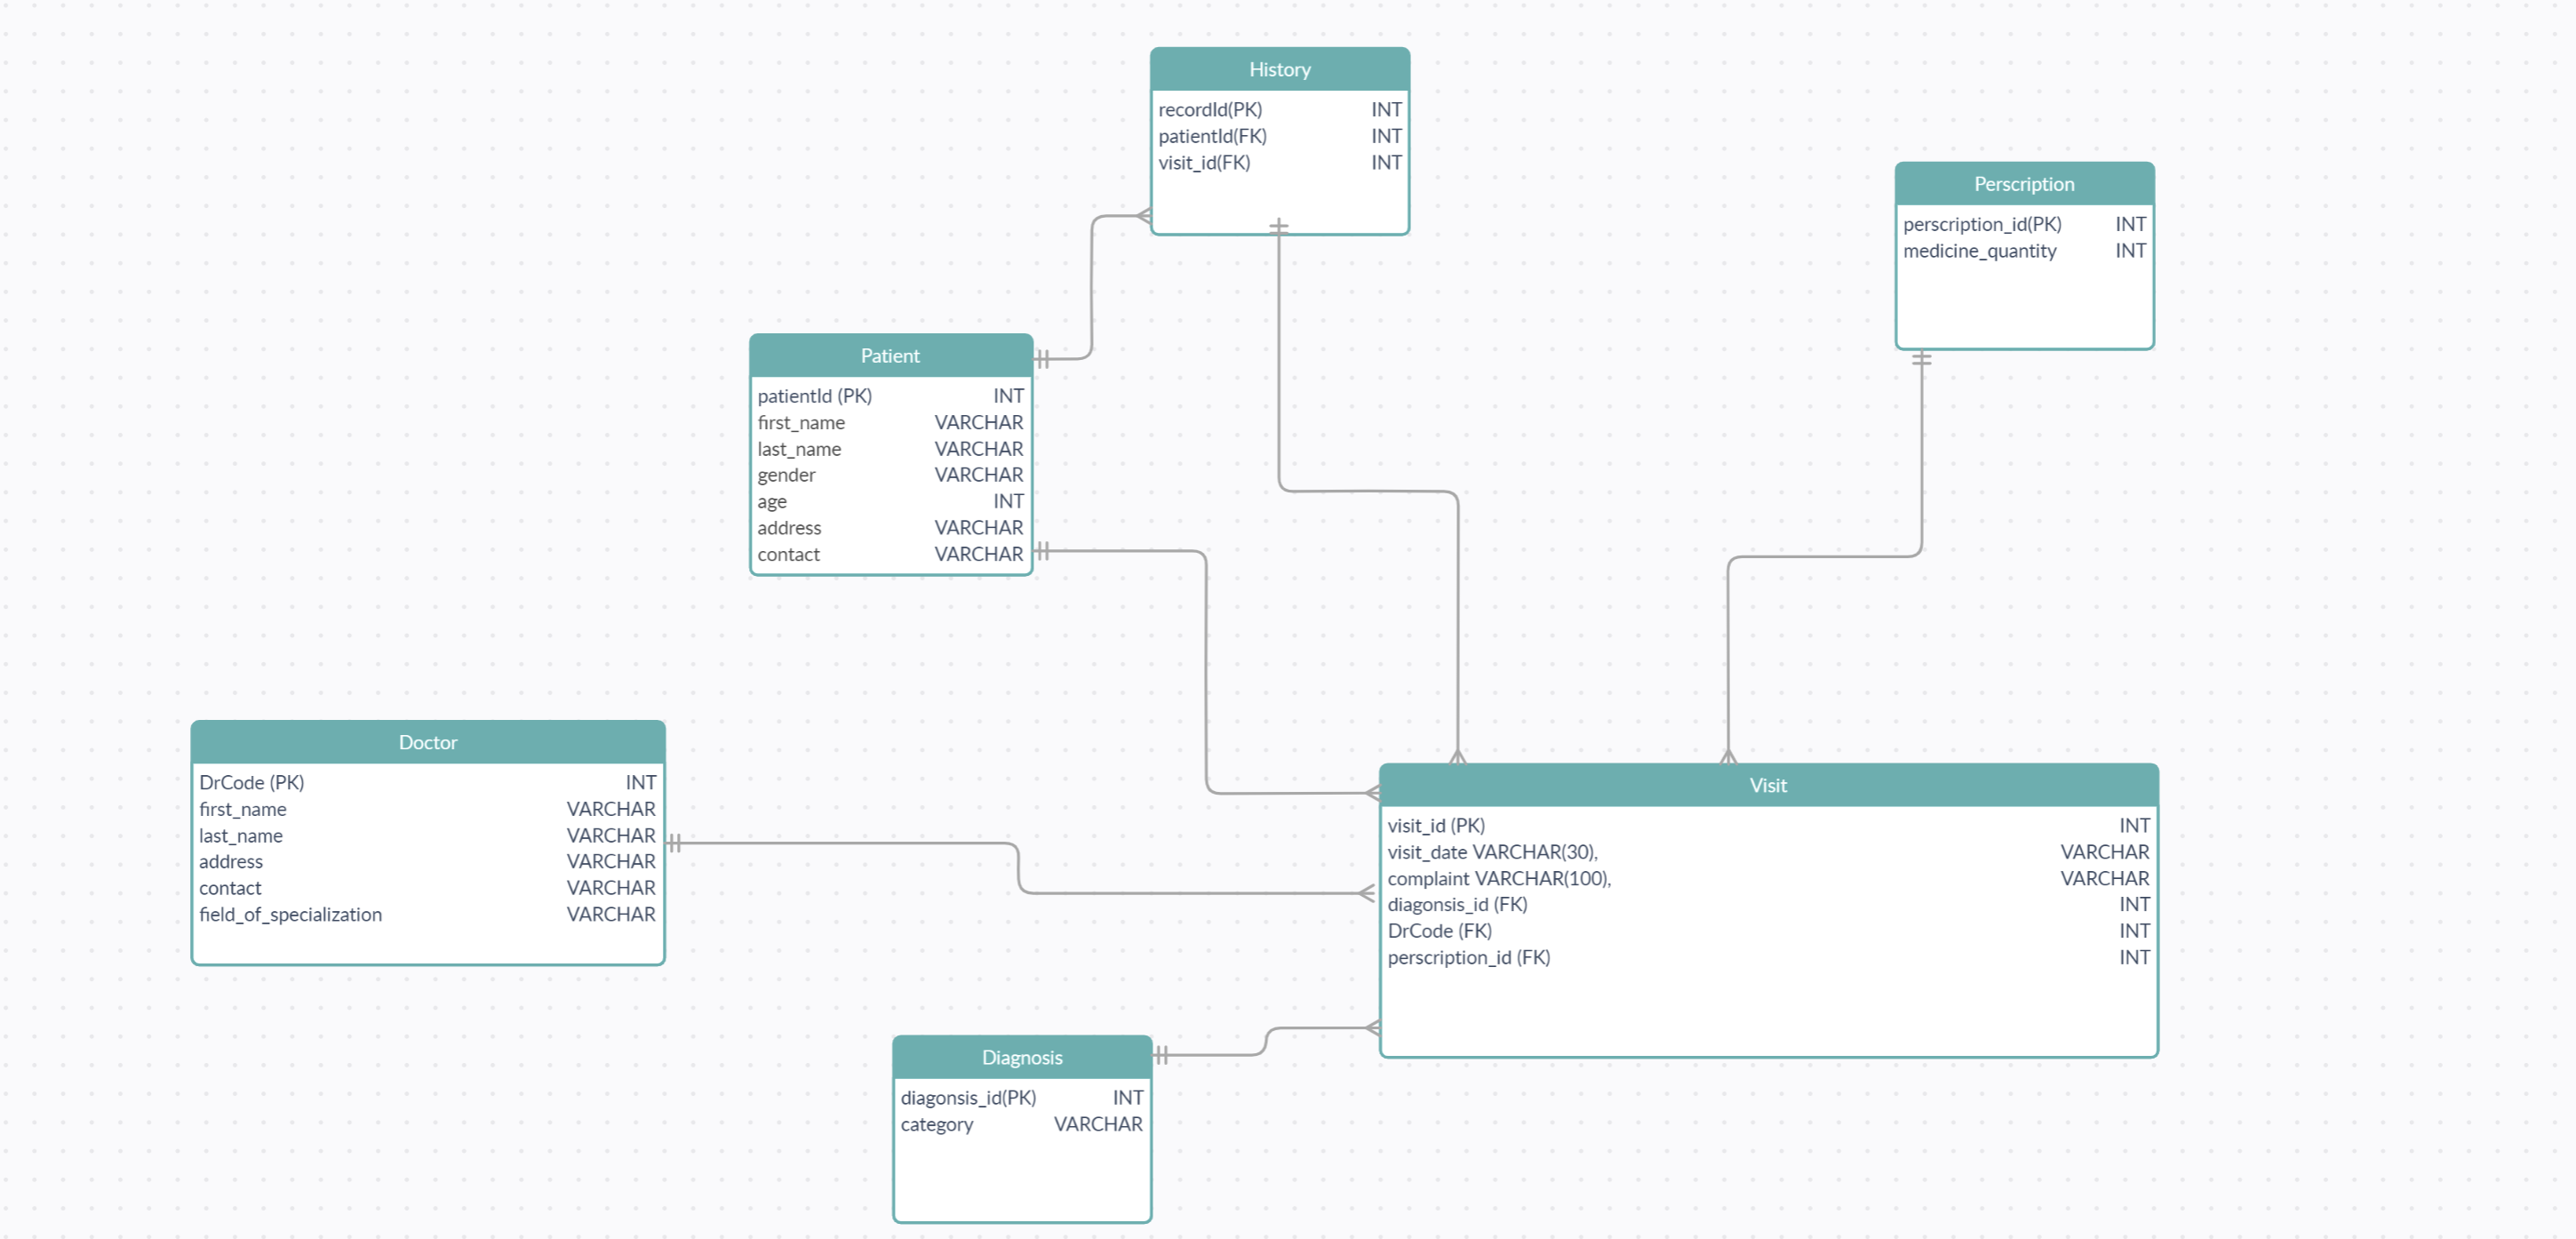 History
recordId(PK) INT
patientId(FK) INT
visit_id(FK) INT
Perscription
perscription_id(PK) INT
medicine_quantity INT
Patient
patientId (PK) INT
first_name VARCHAR
last_name VARCHAR
gender VARCHAR
age INT
address VARCHAR
contact VARCHAR
Doctor
DrCode (PK) INT
first_name VARCHAR
last_name VARCHAR
address VARCHAR
contact VARCHAR
field_of_specialization VARCHAR
Visit
visit_id (PK) INT
visit_date VARCHAR(30), VARCHAR
complaint VARCHAR(100), VARCHAR
diagonsis_id (FK) INT
DrCode (FK) INT
perscription_id (FK) INT
Diagnosis
diagonsis_id(PK) INT
category VARCHAR